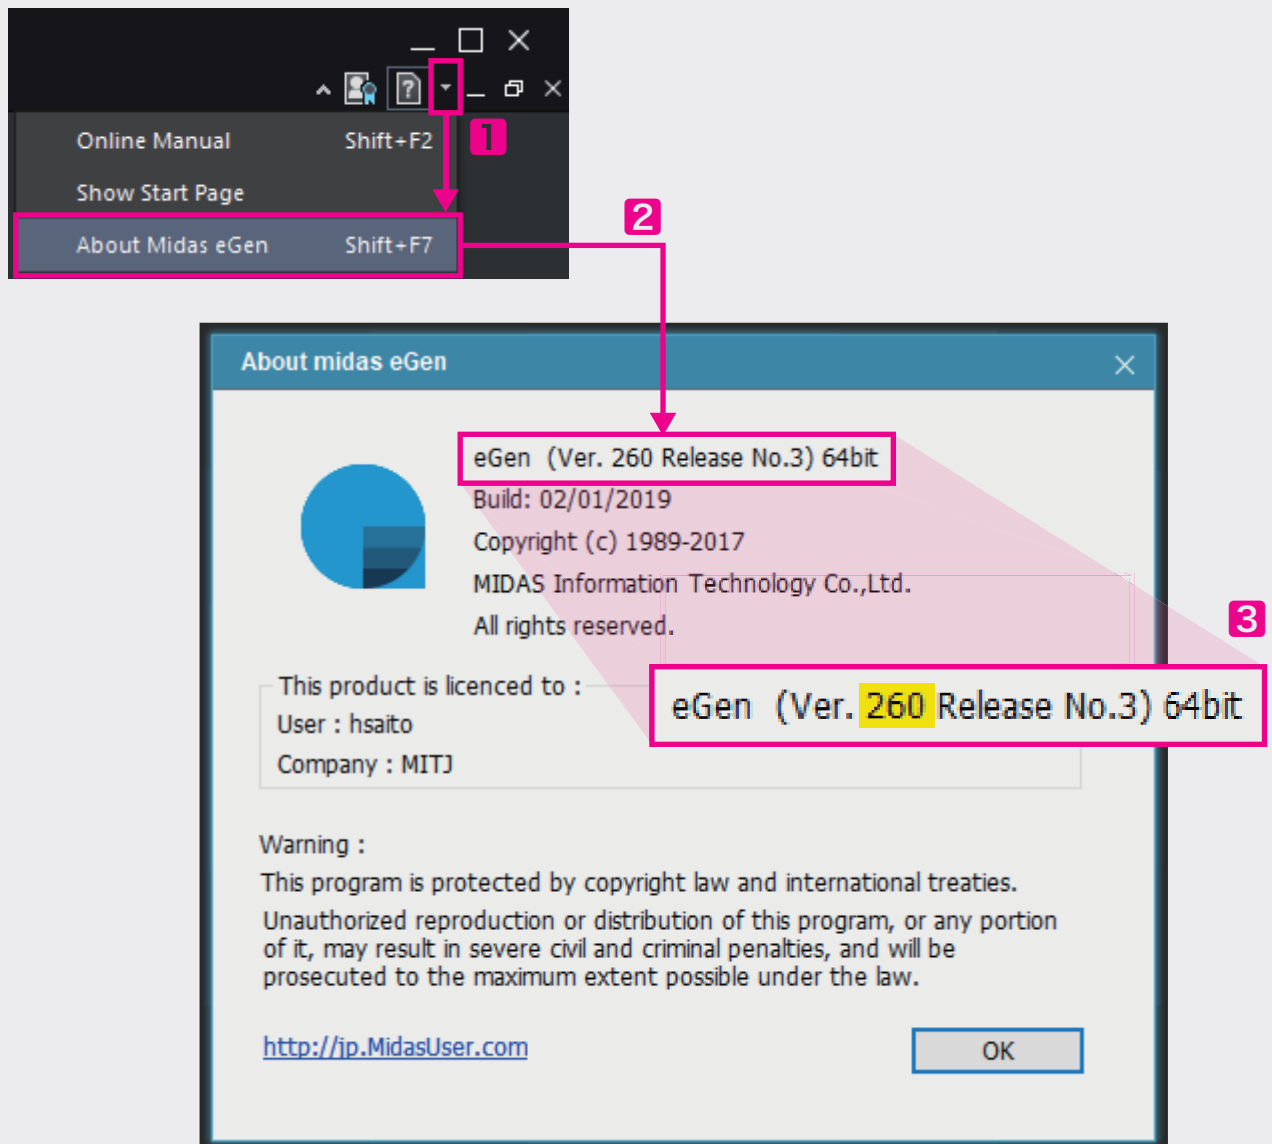 Online Manual Shift+F2
1
Show Start Page
About Midas eGen Shift+F7
2
About midas eGen
eGen (Ver. 260 Release No.3) 64bit
Build: 02/01/2019
Copyright (c) 1989-2017
MIDAS Information Technology Co.,Ltd.
All rights reserved.
3
This product is licenced to :
eGen (Ver. 260 Release No.3) 64bit
User : hsaito
Company : MITJ
Warning :
This program is protected by copyright law and international treaties.
Unauthorized reproduction or distribution of this program, or any portion
of it, may result in severe civil and criminal penalties, and will be
prosecuted to the maximum extent possible under the law.
http://jp.MidasUser.com
OK